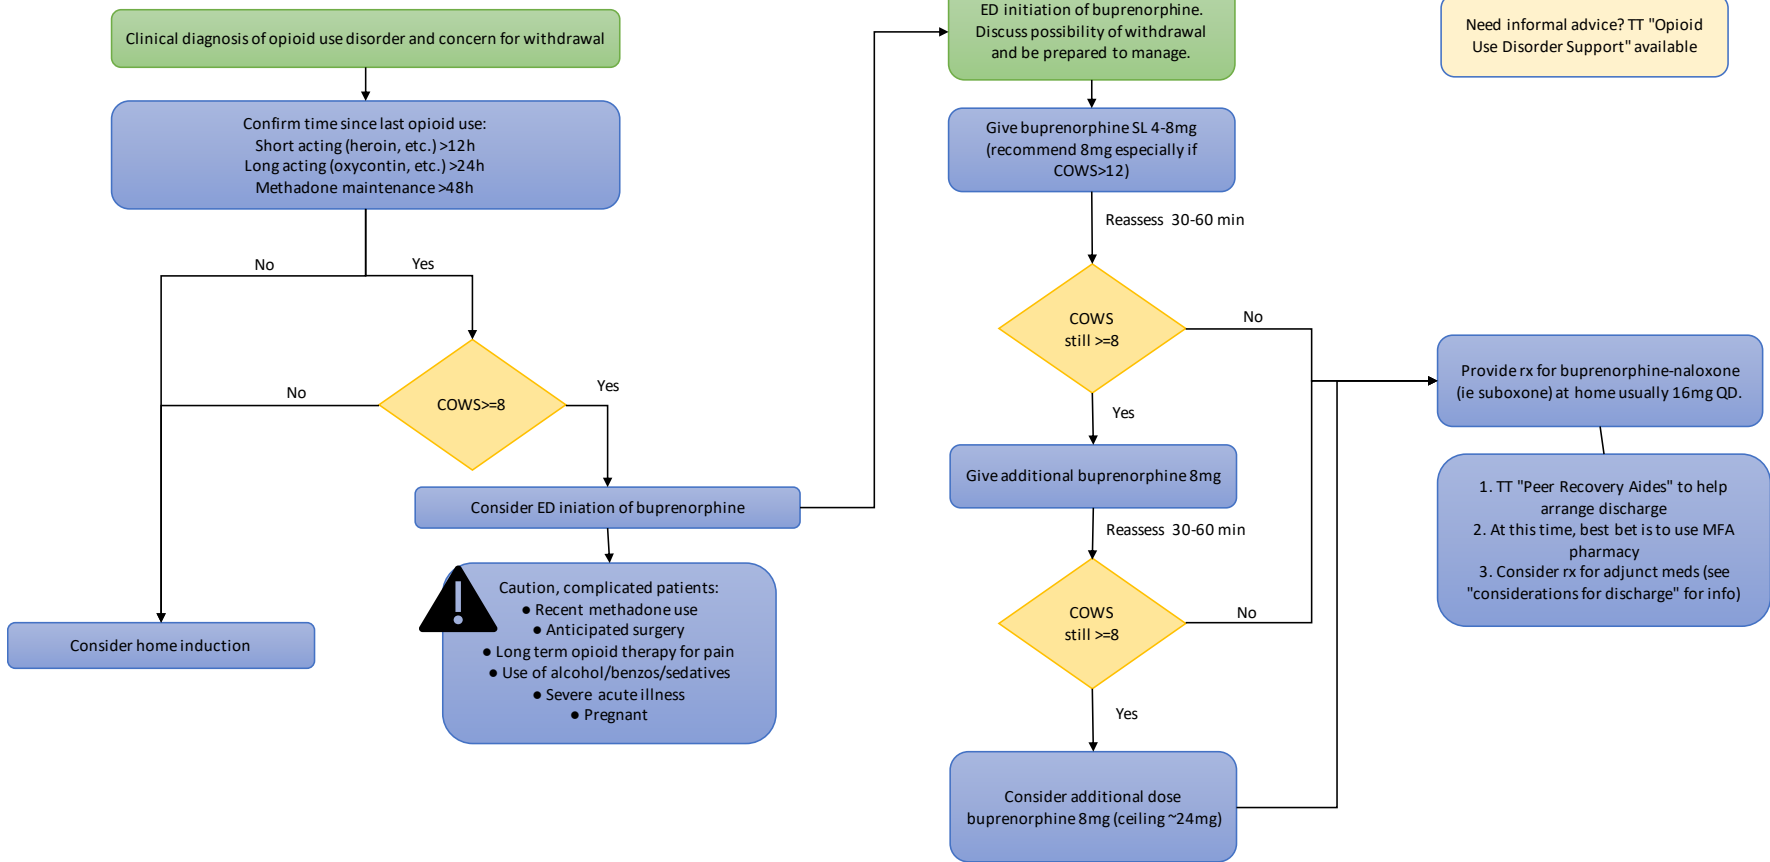 Clinical diagnosis of opioid use disorder and concern for withdrawal
Confirm time since last opioid use:
Short acting (heroin, etc.) >12h
Long acting (oxycontin, etc.) >24h
Methadone maintenance >48h
No
Yes
COWS>=8
No
Yes
Consider home induction
Consider ED iniation of buprenorphine
Caution, complicated patients:
● Recent methadone use
● Anticipated surgery
● Long term opioid therapy for pain
● Use of alcohol/benzos/sedatives
● Severe acute illness
● Pregnant
ED initiation of buprenorphine.
Discuss possibility of withdrawal
and be prepared to manage.
Give buprenorphine SL 4-8mg
(recommend 8mg especially if
COWS>12)
Reassess 30-60 min
COWS
still >=8
No
Yes
Give additional buprenorphine 8mg
Reassess 30-60 min
COWS
still >=8
No
Yes
Consider additional dose
buprenorphine 8mg (ceiling ~24mg)
Need informal advice? TT "Opioid
Use Disorder Support" available
Provide rx for buprenorphine-naloxone
(ie suboxone) at home usually 16mg QD.
1. TT "Peer Recovery Aides" to help
arrange discharge
2. At this time, best bet is to use MFA
pharmacy
3. Consider rx for adjunct meds (see
"considerations for discharge" for info)